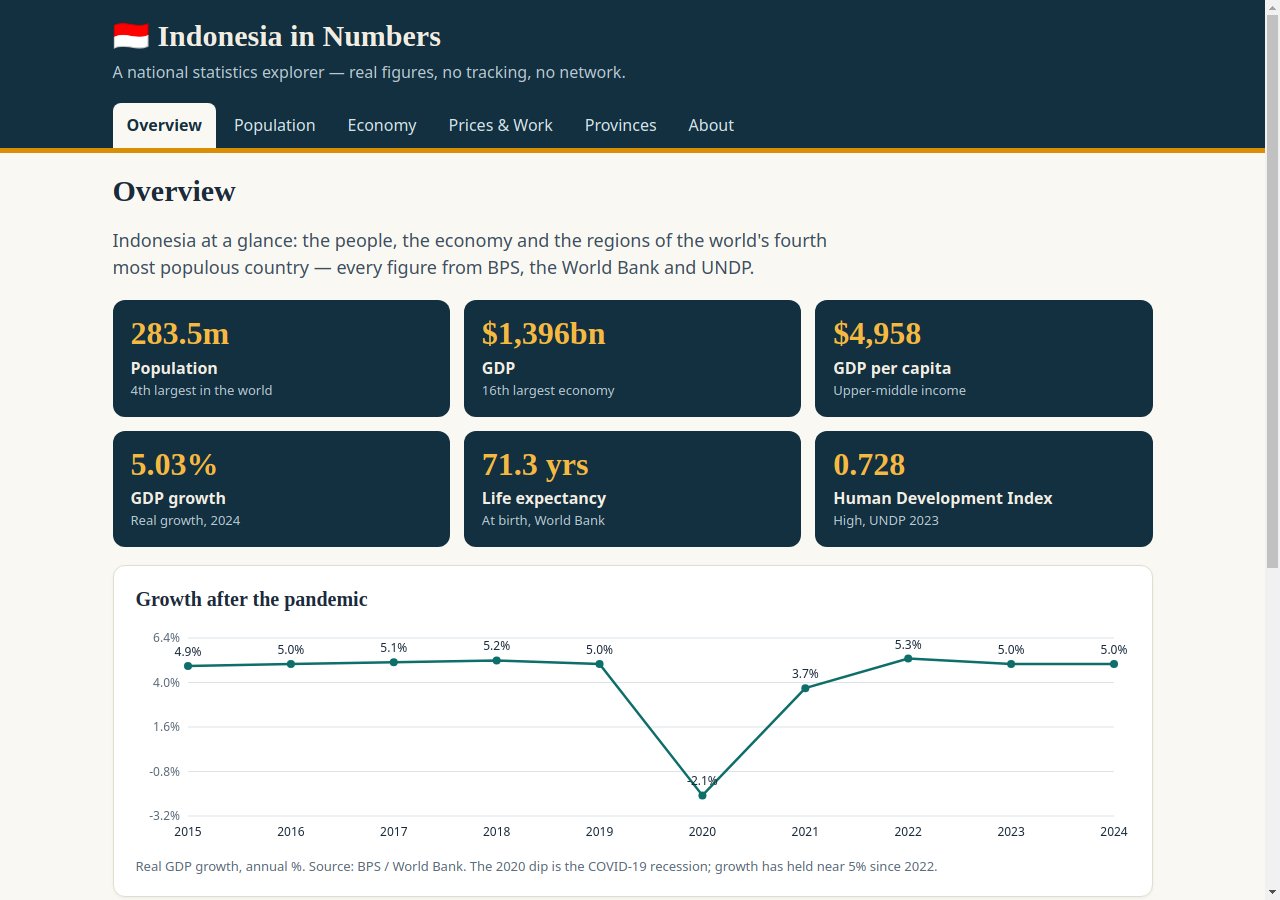 Indonesia in Numbers
A national statistics explorer — real figures, no tracking, no network.
Overview Population Economy Prices & Work Provinces About
Overview
Indonesia at a glance: the people, the economy and the regions of the world's fourth
most populous country — every figure from BPS, the World Bank and UNDP.
283.5m
Population
4th largest in the world
$1,396bn
GDP
16th largest economy
$4,958
GDP per capita
Upper-middle income
5.03%
GDP growth
Real growth, 2024
71.3 yrs
Life expectancy
At birth, World Bank
0.728
Human Development Index
High, UNDP 2023
Growth after the pandemic
6.4%
4.0%
1.6%
-0.8%
-3.2%
4.9% 5.0% 5.1% 5.2% 5.0% -2.1% 3.7% 5.3% 5.0% 5.0%
2015 2016 2017 2018 2019 2020 2021 2022 2023 2024
Real GDP growth, annual %. Source: BPS / World Bank. The 2020 dip is the COVID-19 recession; growth has held near 5% since 2022.